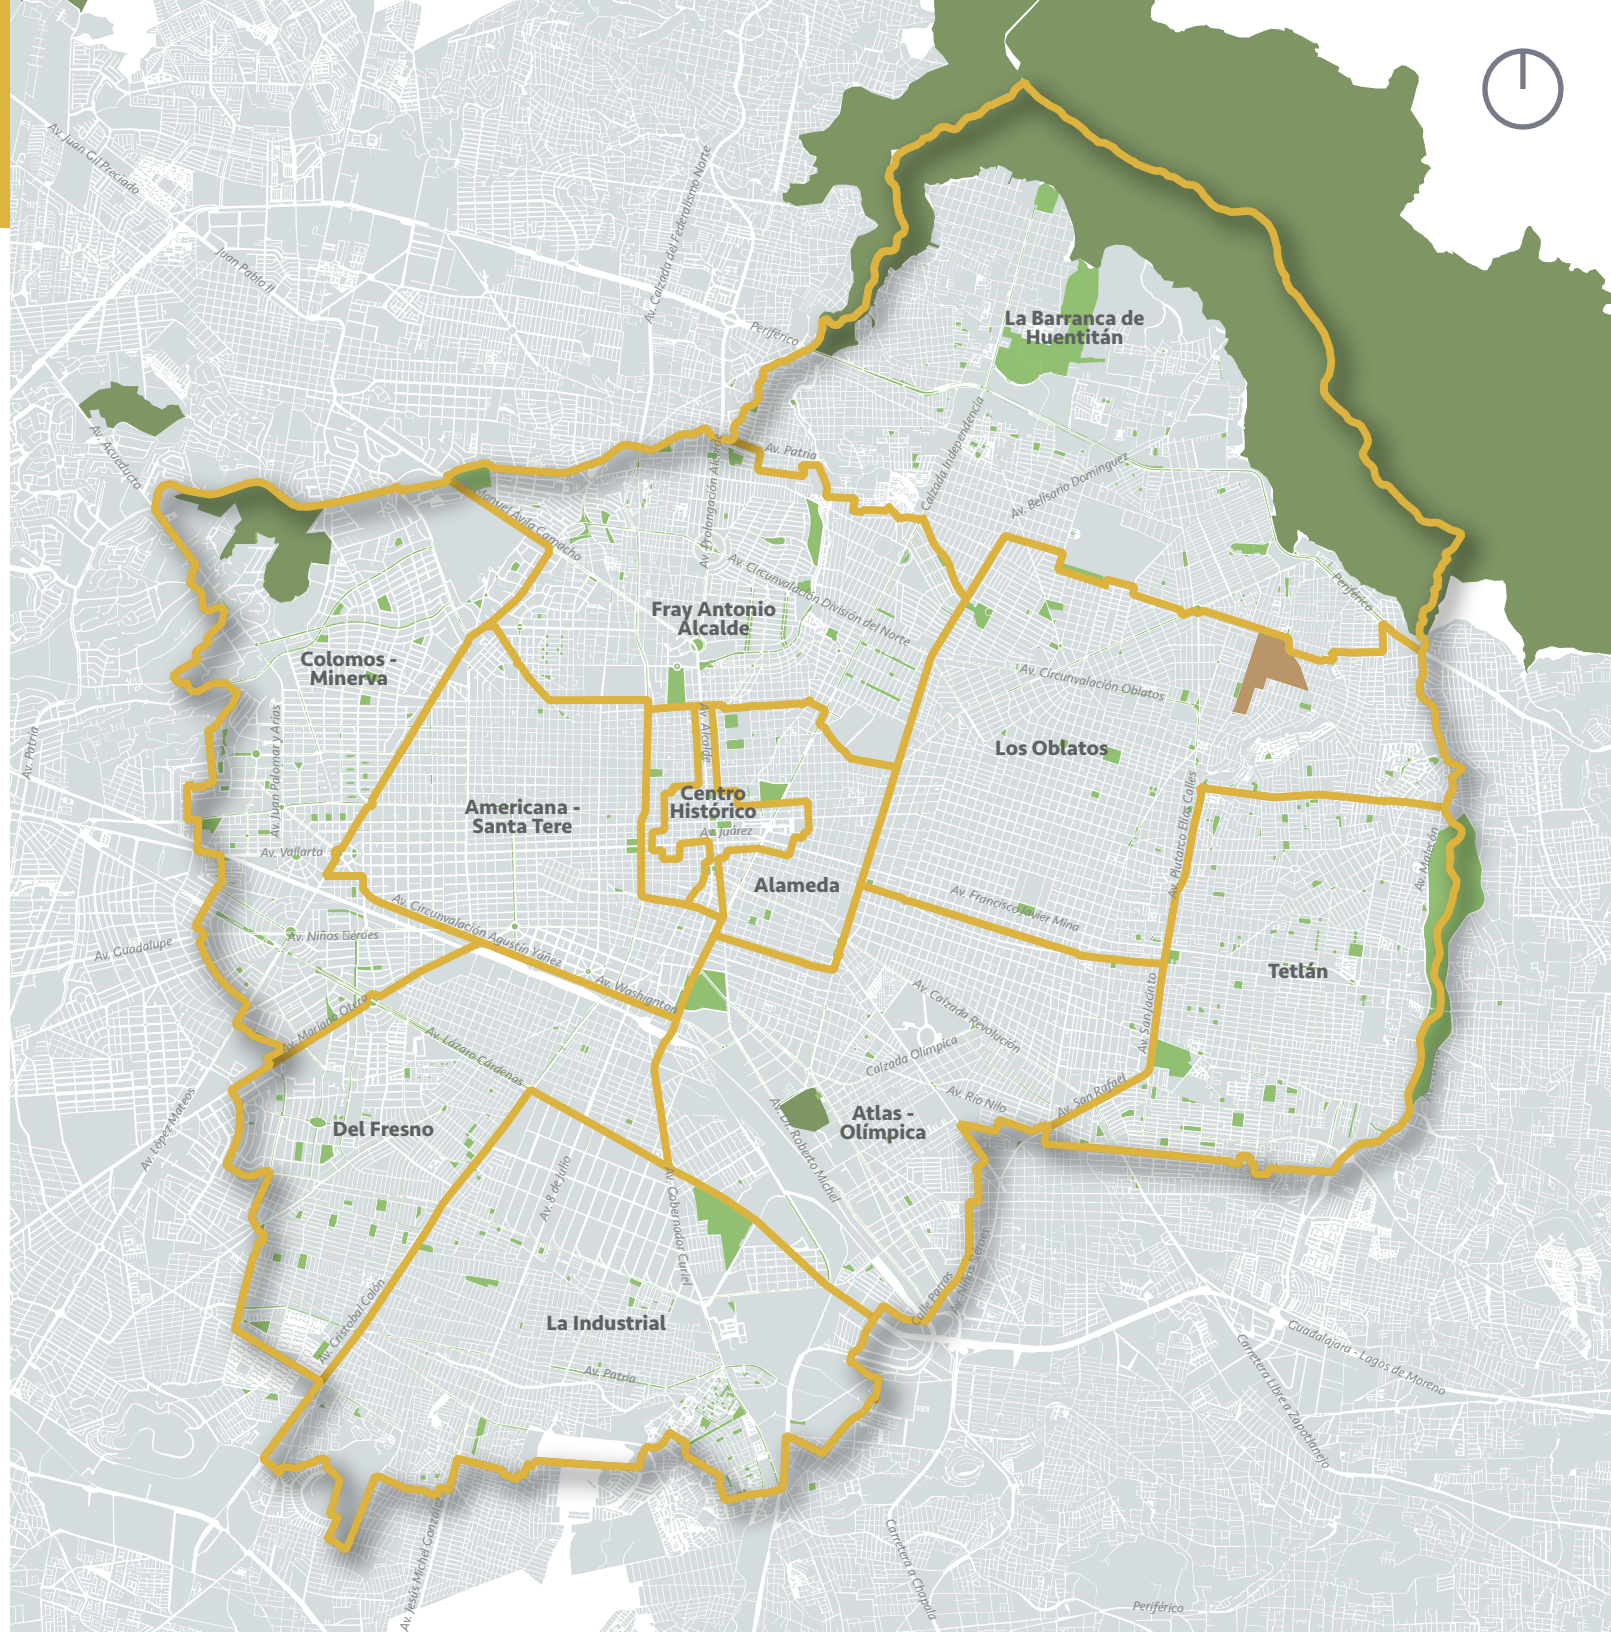 Av. Juan Gil Preciado
Juan Pablo II
Av. Calzada del Federalismo Norte
Periférico
La Barranca de
Huentitán
Av. Acueducto
Av. Patria
Calzada Independencia
Av. Belisario Domínguez
Manuel Ávila Camacho
Av. Prolongación Alcalde
Av. Circunvalación División del Norte
Periférico
Fray Antonio
Alcalde
Colomos -
Minerva
Av. Circunvalación Oblatos
Los Oblatos
Av. Patria
Av. Juan Palomar y Arias
Av. Alcalde
Americana -
Santa Tere
Centro
Histórico
Av. Juárez
Av. Vallarta
Av. Plutarco Elías Calles
Av. Malecón
Alameda
Av. Francisco Javier Mina
Av. Circunvalación Agustín Yáñez
Av. Niños Héroes
Av. Guadalupe
Av. Washignton
Tetlán
Av. Mariano Otero
Av. Lázaro Cárdenas
Av. Calzada Revolución
Calzada Olímpica
Av. San Jacinto
Av. San Rafael
Av. Río Nilo
Av. López Mateos
Del Fresno
Atlas -
Olímpica
Av. Dr. Roberto Michel
Av. 8 de Julio
Av. Gobernador Curiel
Calle Parras
Av. Niños Héroes
Av. Cristobal Colón
La Industrial
Av. Patria
Guadalajara - Lagos de Moreno
Carretera Libre a Zapotlanejo
Av. Jesús Michel González
Carretera a Chapala
Periférico